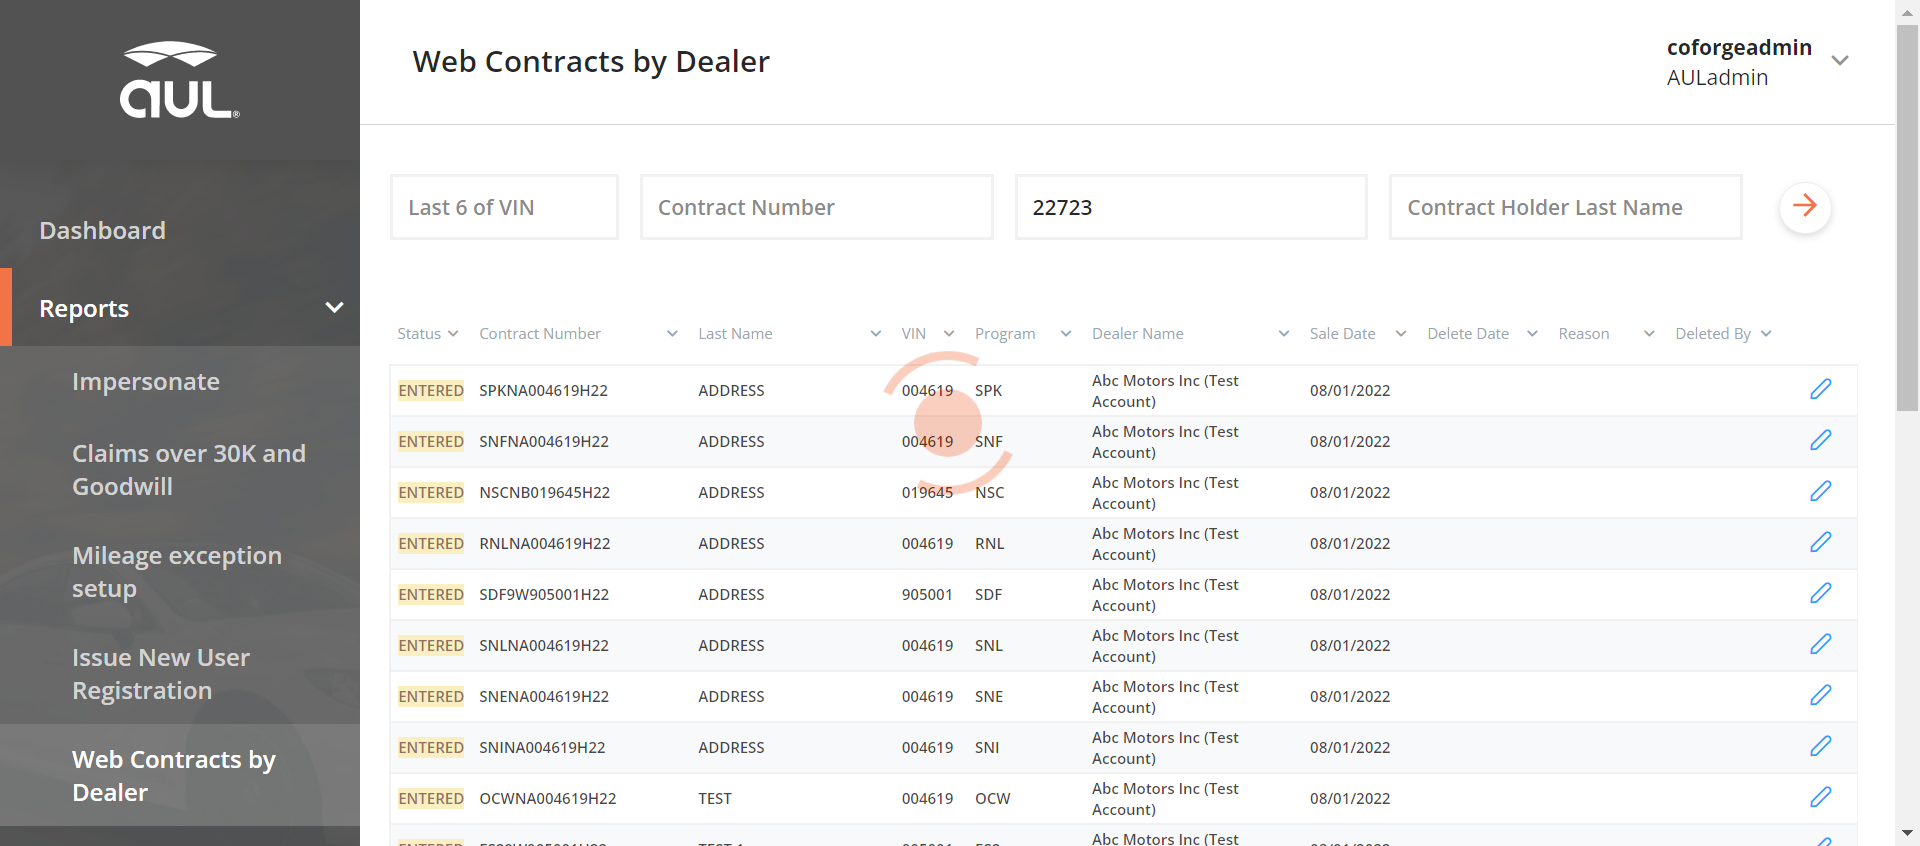 aul®
Web Contracts by Dealer
coforgeadmin
AULadmin
Dashboard
Reports
Impersonate
Claims over 30K and
Goodwill
Mileage exception
setup
Issue New User
Registration
Web Contracts by
Dealer
Last 6 of VIN
Contract Number
22723
Contract Holder Last Name
Status Contract Number Last Name VIN Program Dealer Name Sale Date Delete Date Reason Deleted By
ENTERED SPKNA004619H22 ADDRESS 004619 SPK Abc Motors Inc (Test 08/01/2022
Account)
ENTERED SNFNA004619H22 ADDRESS 004619 SNF Abc Motors Inc (Test 08/01/2022
Account)
ENTERED NSCNB019645H22 ADDRESS 019645 NSC Abc Motors Inc (Test 08/01/2022
Account)
ENTERED RNLNA004619H22 ADDRESS 004619 RNL Abc Motors Inc (Test 08/01/2022
Account)
ENTERED SDF9W905001H22 ADDRESS 905001 SDF Abc Motors Inc (Test 08/01/2022
Account)
ENTERED SNLNA004619H22 ADDRESS 004619 SNL Abc Motors Inc (Test 08/01/2022
Account)
ENTERED SNENA004619H22 ADDRESS 004619 SNE Abc Motors Inc (Test 08/01/2022
Account)
ENTERED SNINA004619H22 ADDRESS 004619 SNI Abc Motors Inc (Test 08/01/2022
Account)
ENTERED OCWNA004619H22 TEST 004619 OCW Abc Motors Inc (Test 08/01/2022
Account)
Abc Motors Inc (Test